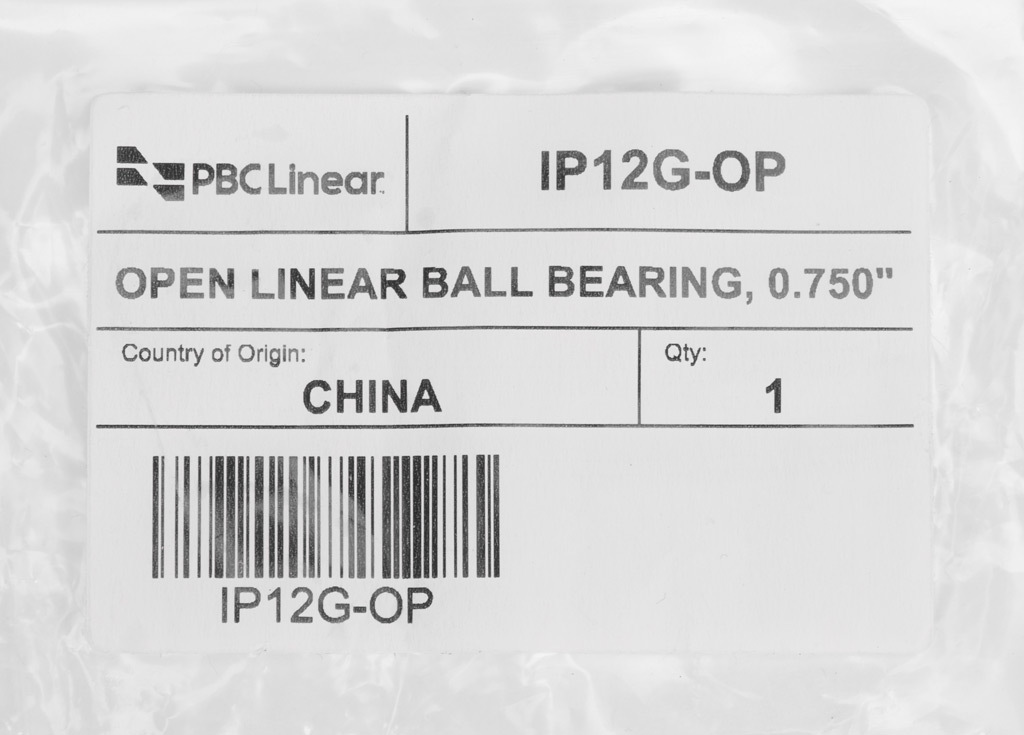 PBC Linear
IP12G-OP
OPEN LINEAR BALL BEARING, 0.750"
Country of Origin:
CHINA
Qty:
1
IP12G-OP